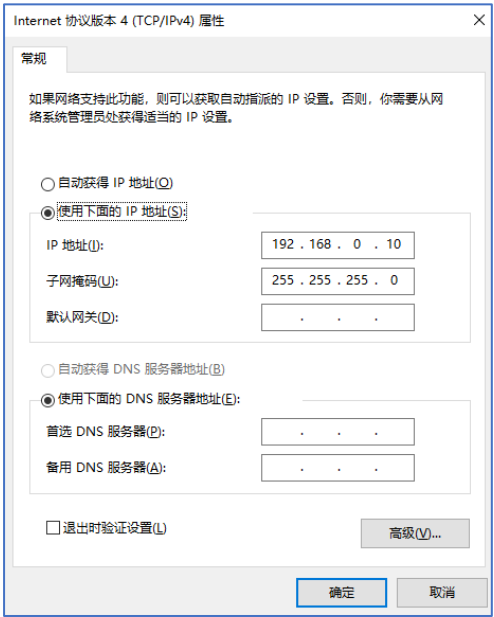 Internet 协议版本 4 (TCP/IPv4) 属性
常规
如果网络支持此功能，则可以获取自动指派的 IP 设置。否则，你需要从网
络系统管理员处获得适当的 IP 设置。
自动获得 IP 地址(O)
使用下面的 IP 地址(S):
IP 地址(I): 192 . 168 . 0 . 10
子网掩码(U): 255 . 255 . 255 . 0
默认网关(D): . . .
自动获得 DNS 服务器地址(B)
使用下面的 DNS 服务器地址(E):
首选 DNS 服务器(P): . . .
备用 DNS 服务器(A): . . .
退出时验证设置(L)
高级(V)...
确定 取消